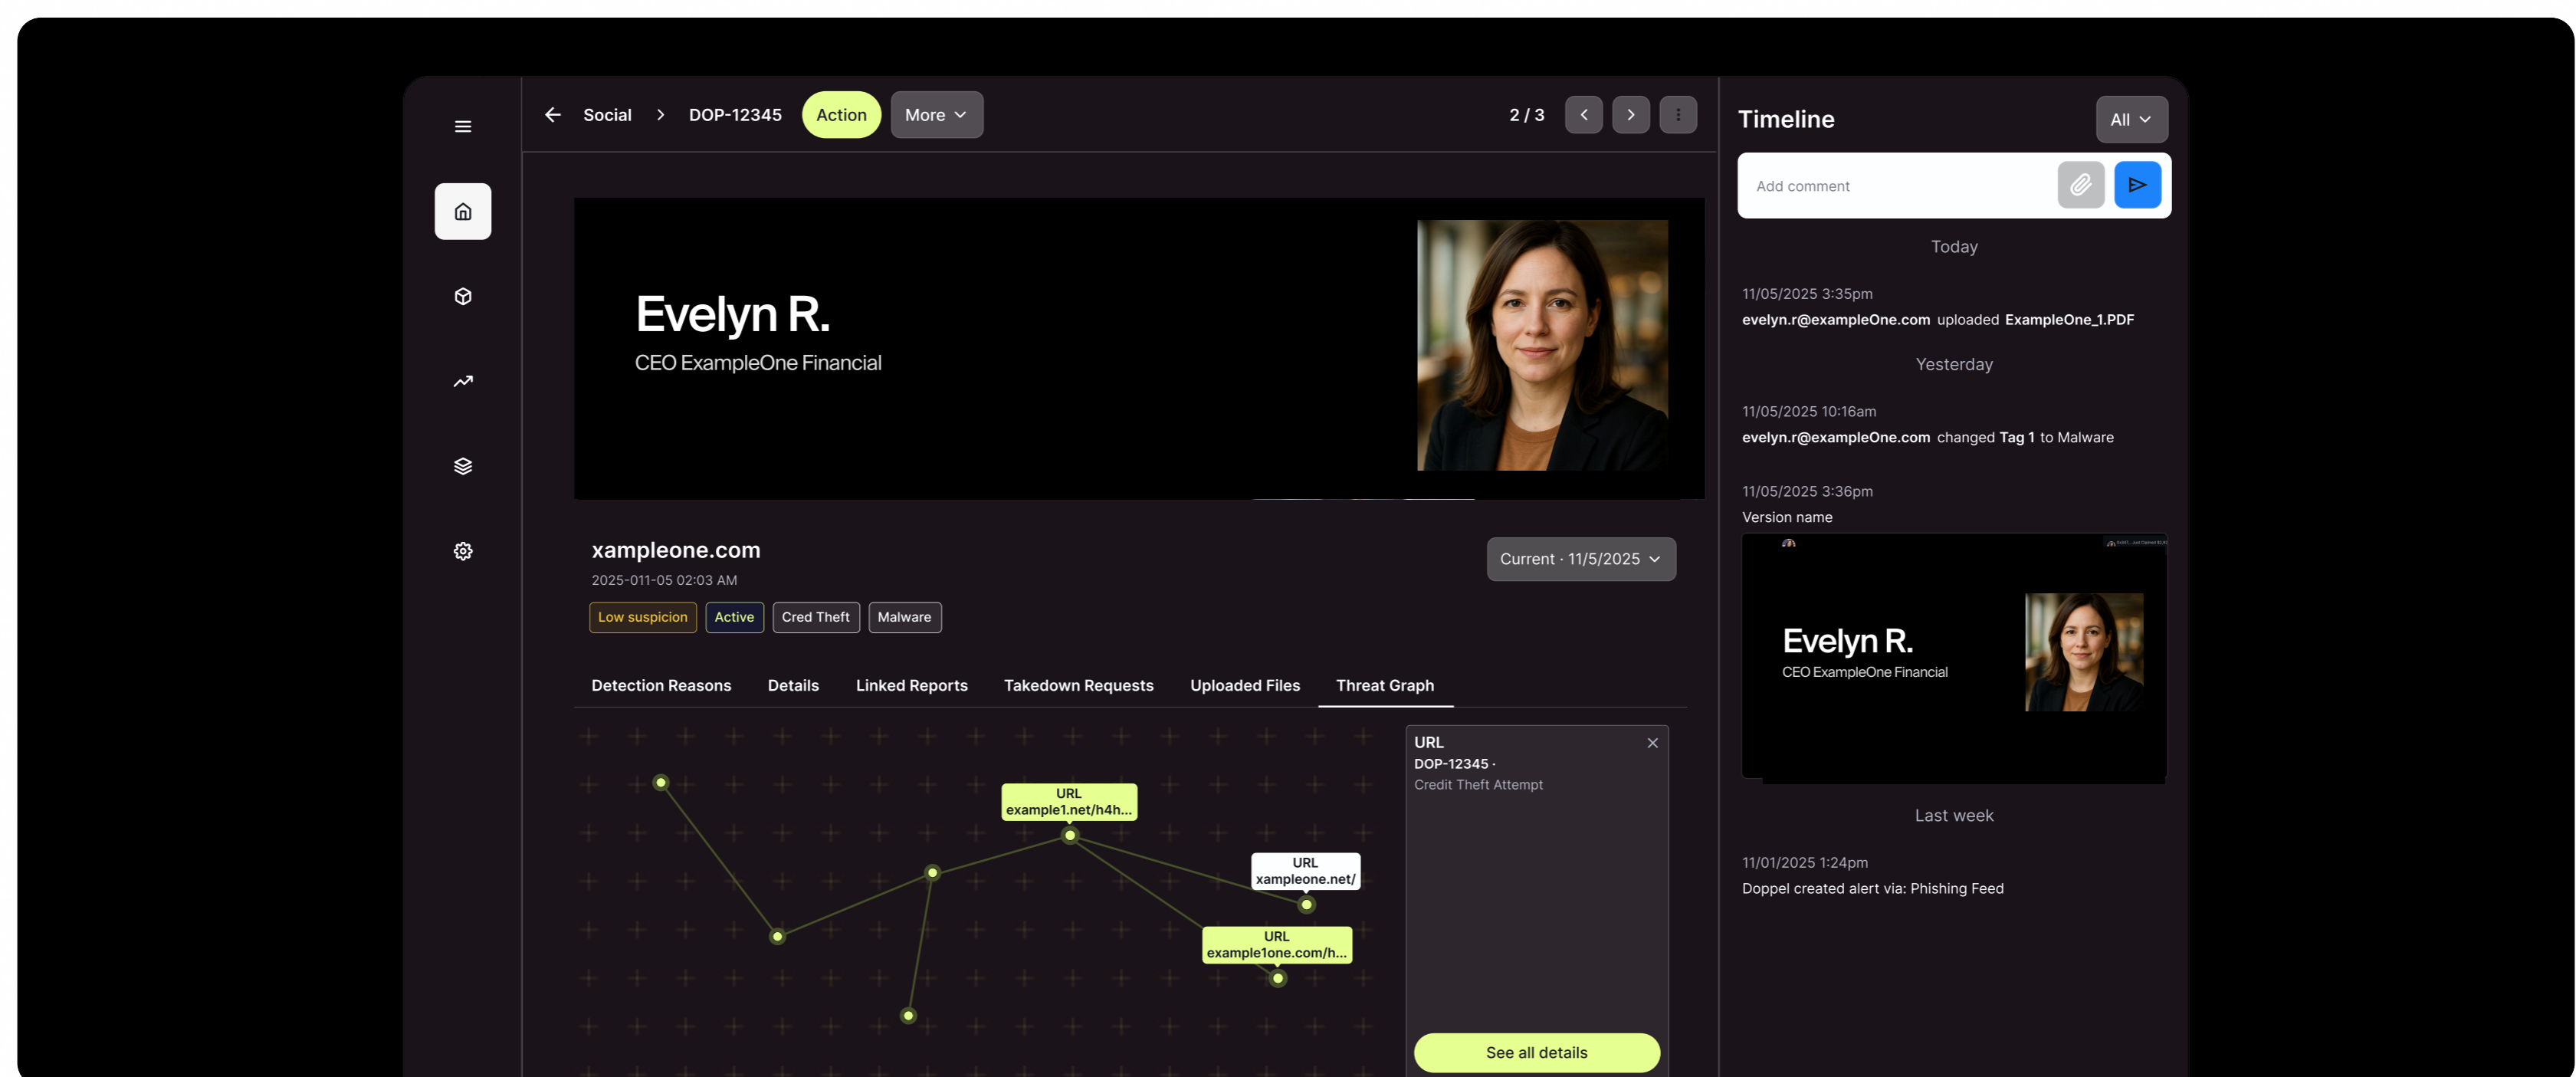 Social
DOP-12345
Action
More
2 / 3
Evelyn R.
CEO ExampleOne Financial
xampleone.com
2025-011-05 02:03 AM
Current · 11/5/2025
Low suspicion
Active
Cred Theft
Malware
Detection Reasons
Details
Linked Reports
Takedown Requests
Uploaded Files
Threat Graph
URL
example1.net/h4h...
URL
xampleone.net/
URL
example1one.com/h...
URL
DOP-12345 ·
Credit Theft Attempt
See all details
Timeline
All
Add comment
Today
11/05/2025 3:35pm
evelyn.r@exampleOne.com uploaded ExampleOne_1.PDF
Yesterday
11/05/2025 10:16am
evelyn.r@exampleOne.com changed Tag 1 to Malware
11/05/2025 3:36pm
Version name
Evelyn R.
CEO ExampleOne Financial
Last week
11/01/2025 1:24pm
Doppel created alert via: Phishing Feed